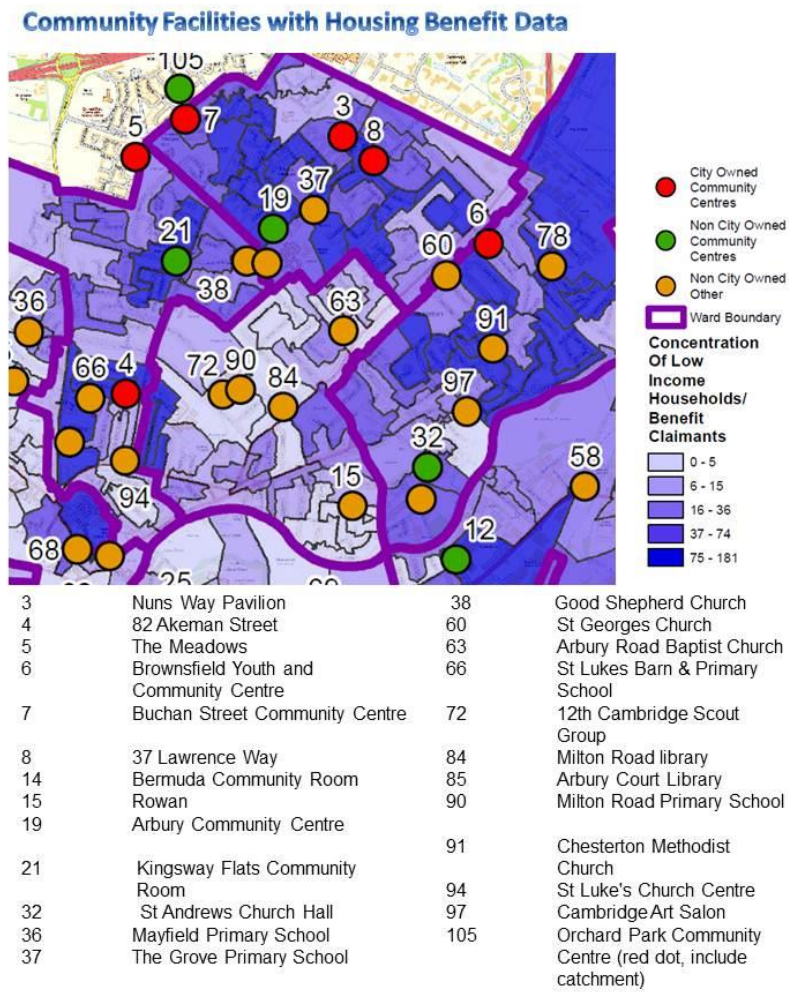 Community Facilities with Housing Benefit Data
105
3
7
8
5
37
19
6
21
60
78
38
36
63
91
4
66
72
90
84
97
32
15
58
94
12
68
25
City Owned
Community
Centres
Non City Owned
Community
Centres
Non City Owned
Other
Ward Boundary
Concentration
Of Low
Income
Households/
Benefit
Claimants
0 - 5
6 - 15
16 - 36
37 - 74
75 - 181
3 Nuns Way Pavilion
4 82 Akeman Street
5 The Meadows
6 Brownsfield Youth and
Community Centre
7 Buchan Street Community Centre
8 37 Lawrence Way
14 Bermuda Community Room
15 Rowan
19 Arbury Community Centre
21 Kingsway Flats Community
Room
32 St Andrews Church Hall
36 Mayfield Primary School
37 The Grove Primary School
38 Good Shepherd Church
60 St Georges Church
63 Arbury Road Baptist Church
66 St Lukes Barn & Primary
School
72 12th Cambridge Scout
Group
84 Milton Road library
85 Arbury Court Library
90 Milton Road Primary School
91 Chesterton Methodist
Church
94 St Luke's Church Centre
97 Cambridge Art Salon
105 Orchard Park Community
Centre (red dot, include
catchment)